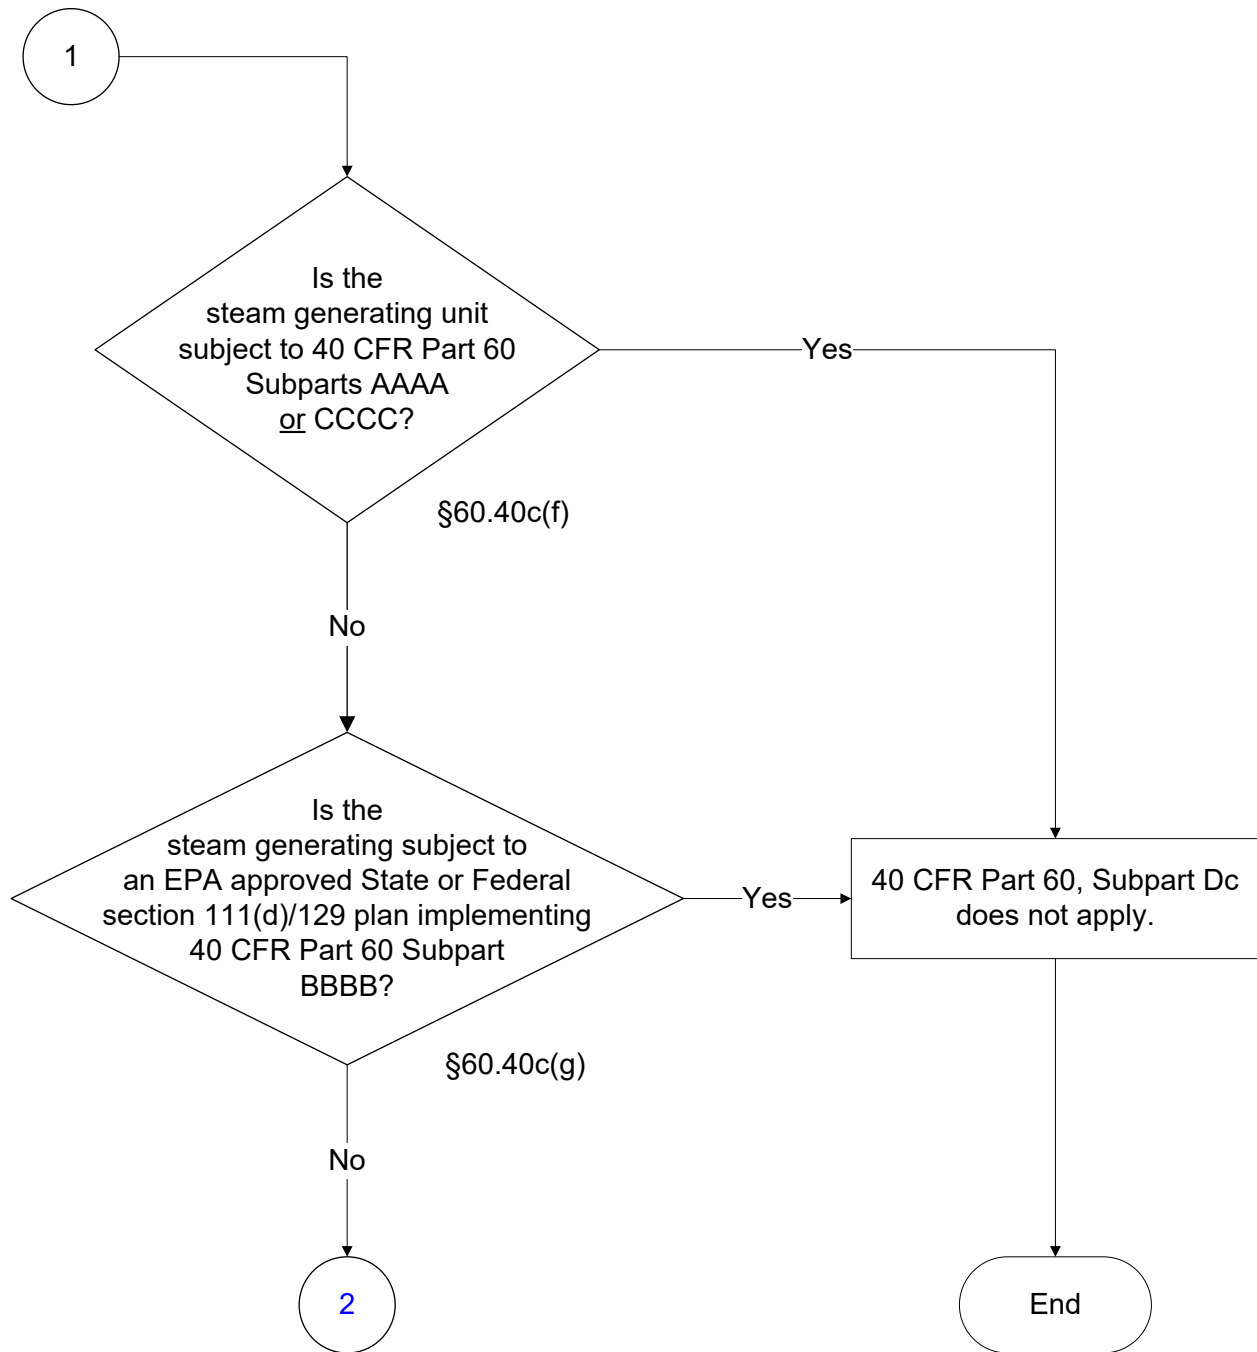 1
Is the
steam generating unit
subject to 40 CFR Part 60
Subparts AAAA
or CCCC?
Yes
§60.40c(f)
No
Is the
steam generating subject to
an EPA approved State or Federal
section 111(d)/129 plan implementing
40 CFR Part 60 Subpart
BBBB?
Yes
40 CFR Part 60, Subpart Dc
does not apply.
§60.40c(g)
No
2
End